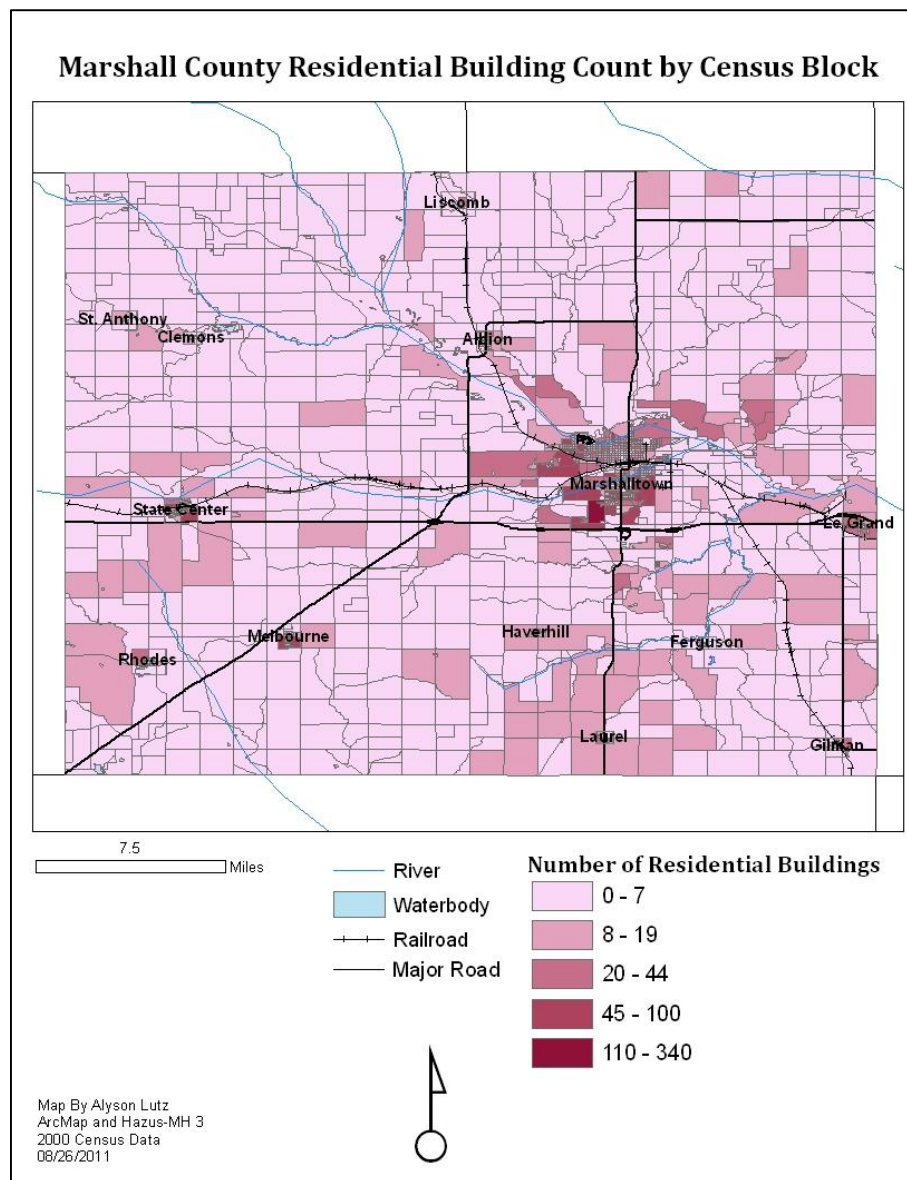 Marshall County Residential Building Count by Census Block
Liscomb
St. Anthony
Clemons
Albion
Marshalltown
State Center
Le Grand
Melbourne
Haverhill
Ferguson
Rhodes
Laurel
Gilman
7.5
Miles
River
Waterbody
Railroad
Major Road
Number of Residential Buildings
0 - 7
8 - 19
20 - 44
45 - 100
110 - 340
Map By Alyson Lutz
ArcMap and Hazus-MH 3
2000 Census Data
08/26/2011